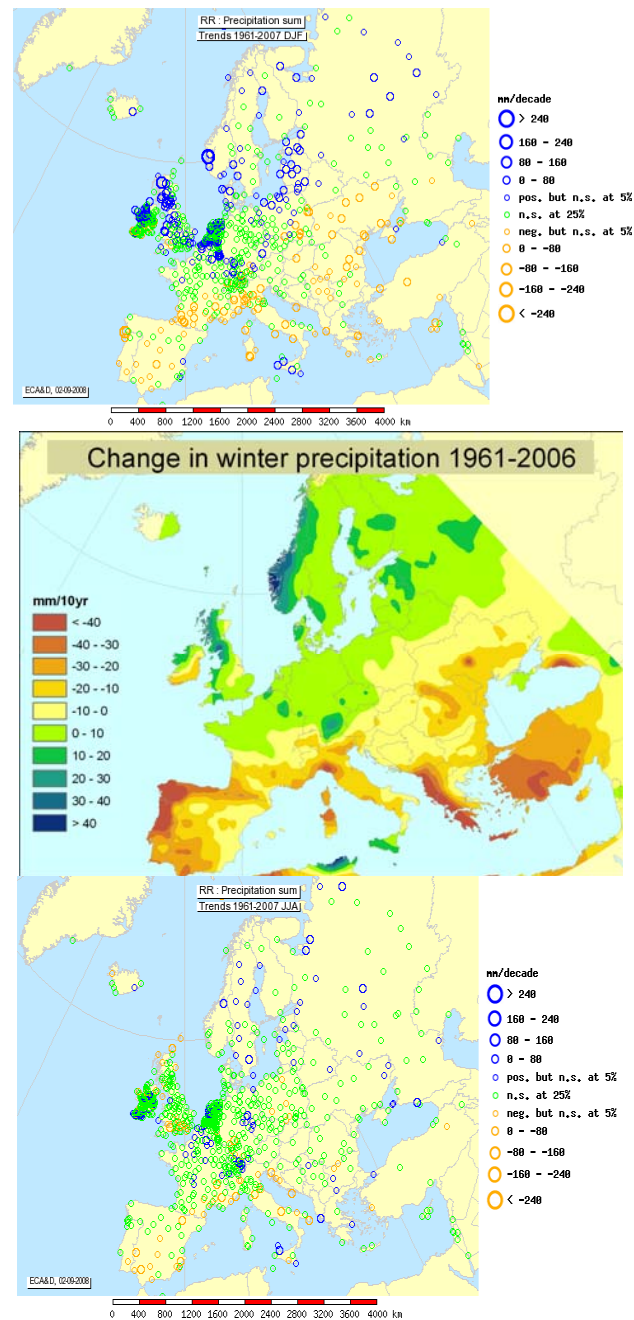 RR : Precipitation sum
Trends 1961-2007 DJF
mm/decade
> 240
160 - 240
80 - 160
0 - 80
pos. but n.s. at 5%
n.s. at 25%
neg. but n.s. at 5%
0 - -80
-80 - -160
-160 - -240
< -240
ECA&D, 02-09-2008
0 400 800 1200 1600 2000 2400 2800 3200 3600 4000 km
Change in winter precipitation 1961-2006
mm/10yr
< -40
-40 - -30
-30 - -20
-20 - -10
-10 - 0
0 - 10
10 - 20
20 - 30
30 - 40
> 40
RR : Precipitation sum
Trends 1961-2007 JJA
mm/decade
> 240
160 - 240
80 - 160
0 - 80
pos. but n.s. at 5%
n.s. at 25%
neg. but n.s. at 5%
0 - -80
-80 - -160
-160 - -240
< -240
ECA&D, 02-09-2008
0 400 800 1200 1600 2000 2400 2800 3200 3600 4000 km